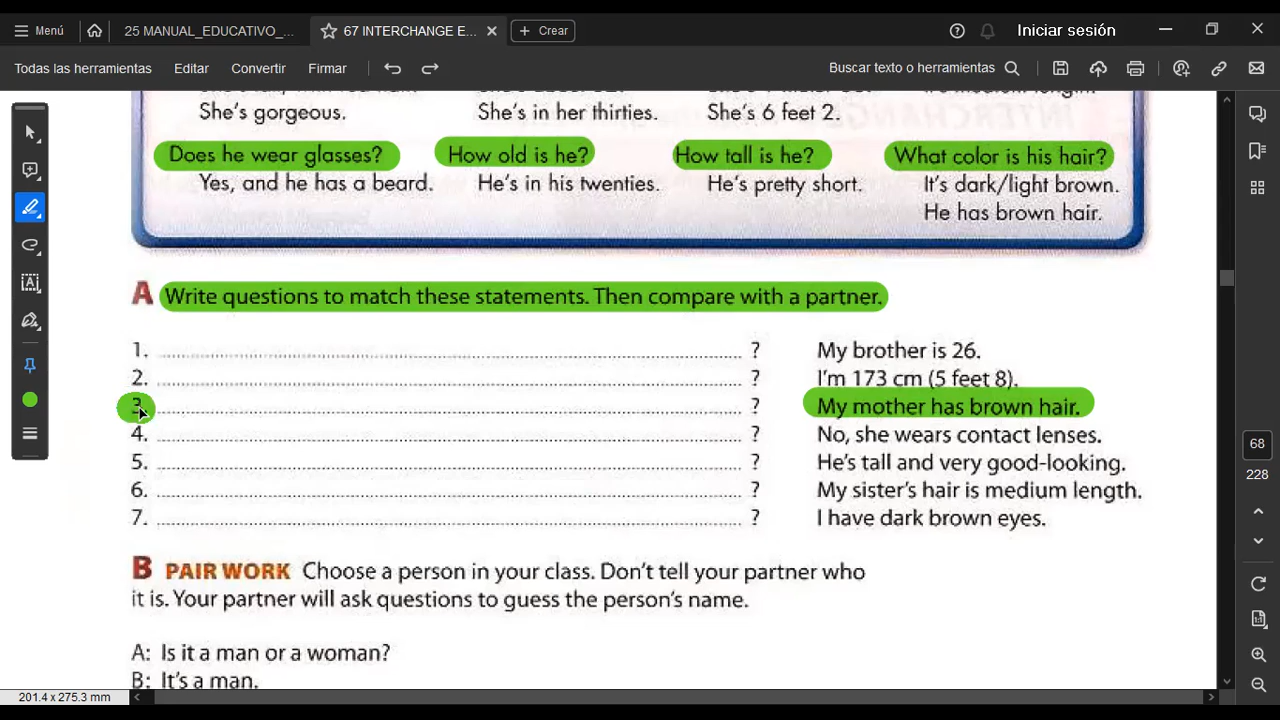 Menú
25 MANUAL_EDUCATIVO_...
67 INTERCHANGE E...
Crear
Iniciar sesión
Todas las herramientas
Editar
Convertir
Firmar
Buscar texto o herramientas
She's gorgeous.
She's in her thirties.
She's 6 feet 2.
Does he wear glasses?
How old is he?
How tall is he?
What color is his hair?
Yes, and he has a beard.
He's in his twenties.
He's pretty short.
It's dark/light brown.
He has brown hair.
A Write questions to match these statements. Then compare with a partner.
1. ........ ? My brother is 26.
2. ........ ? I'm 173 cm (5 feet 8).
3. ........ ? My mother has brown hair.
4. ........ ? No, she wears contact lenses.
5. ........ ? He's tall and very good-looking.
6. ........ ? My sister's hair is medium length.
7. ........ ? I have dark brown eyes.
B PAIR WORK Choose a person in your class. Don't tell your partner who
it is. Your partner will ask questions to guess the person's name.
A: Is it a man or a woman?
B: It's a man.
68
228
201.4 x 275.3 mm